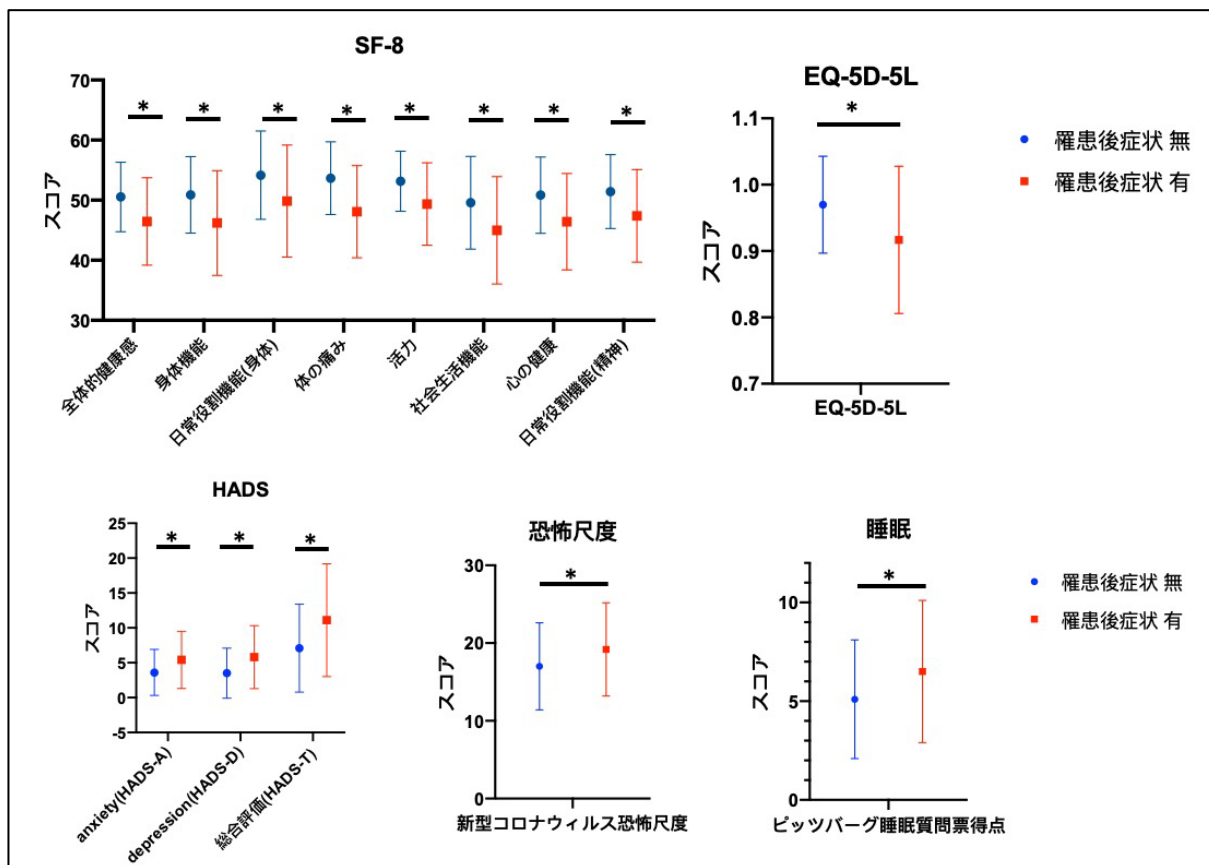 SF-8
70
60
50
40
30
スコア
* * * * * * * *
全体的健康感
身体機能
日常役割機能(身体)
体の痛み
活力
社会生活機能
心の健康
日常役割機能(精神)
EQ-5D-5L
*
1.1
1.0
0.9
0.8
0.7
スコア
EQ-5D-5L
罹患後症状 無
罹患後症状 有
HADS
25
20
15
10
5
0
-5
スコア
* * *
anxiety(HADS-A)
depression(HADS-D)
総合評価(HADS-T)
恐怖尺度
30
20
10
0
スコア
*
新型コロナウィルス恐怖尺度
睡眠
10
5
0
スコア
*
ピッツバーグ睡眠質問票得点
罹患後症状 無
罹患後症状 有